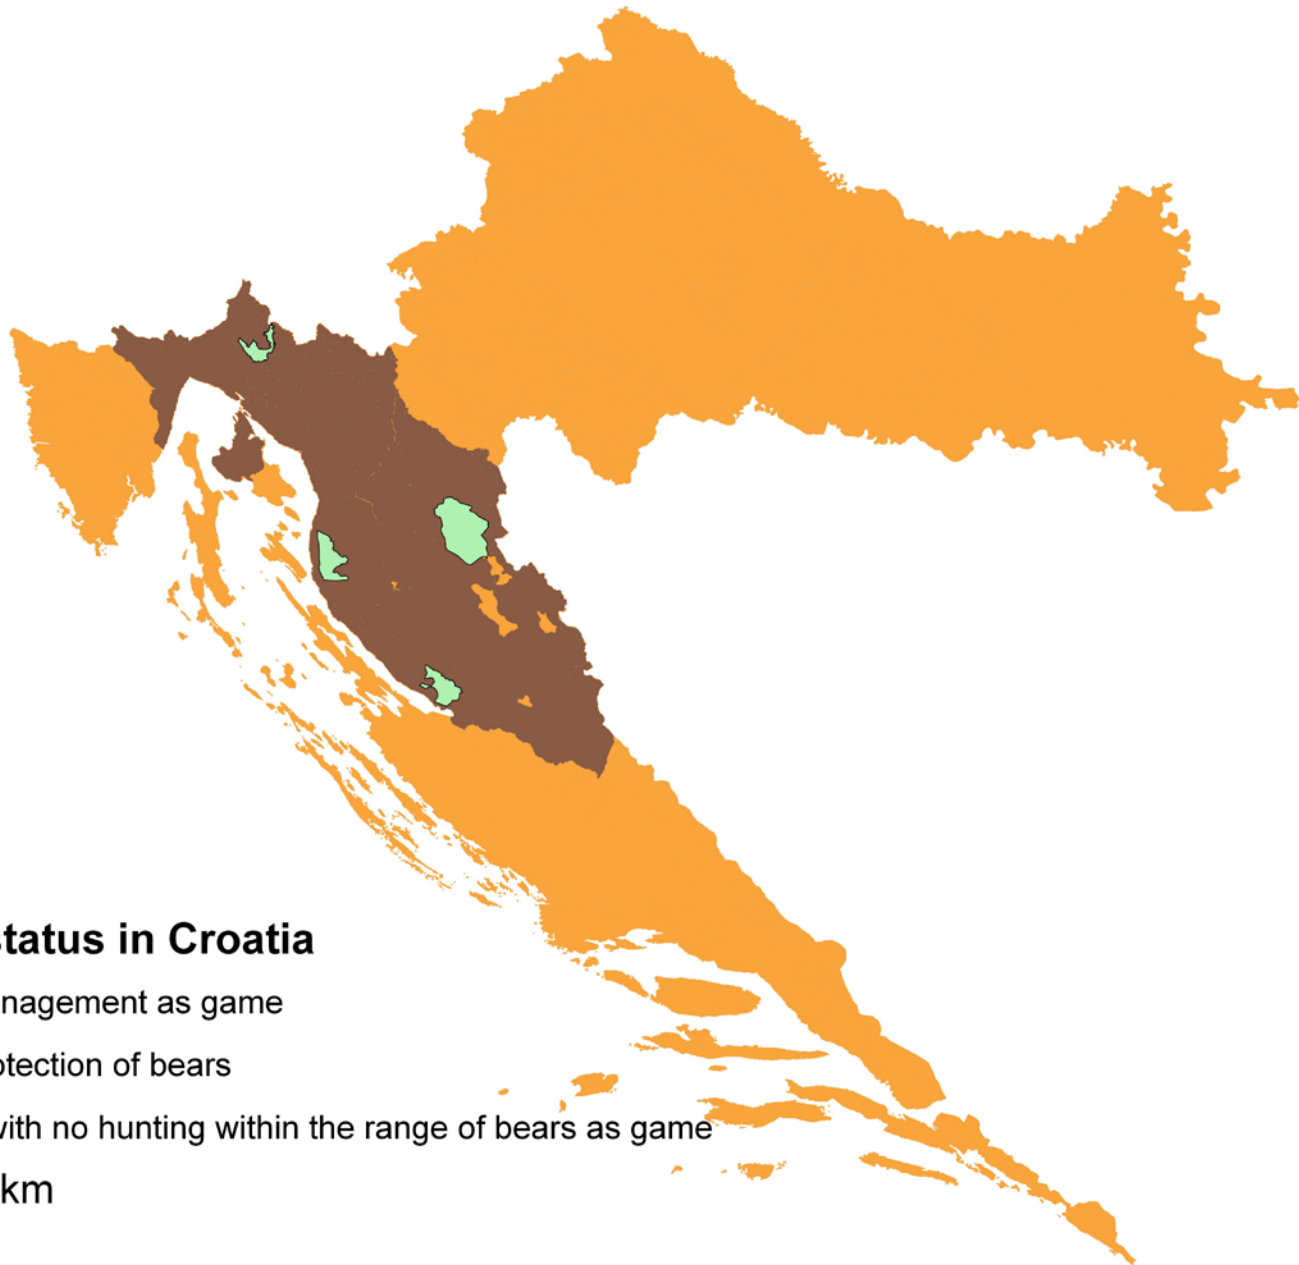 tatus in Croatia
nagement as game
otection of bears
with no hunting within the range of bears as game
km